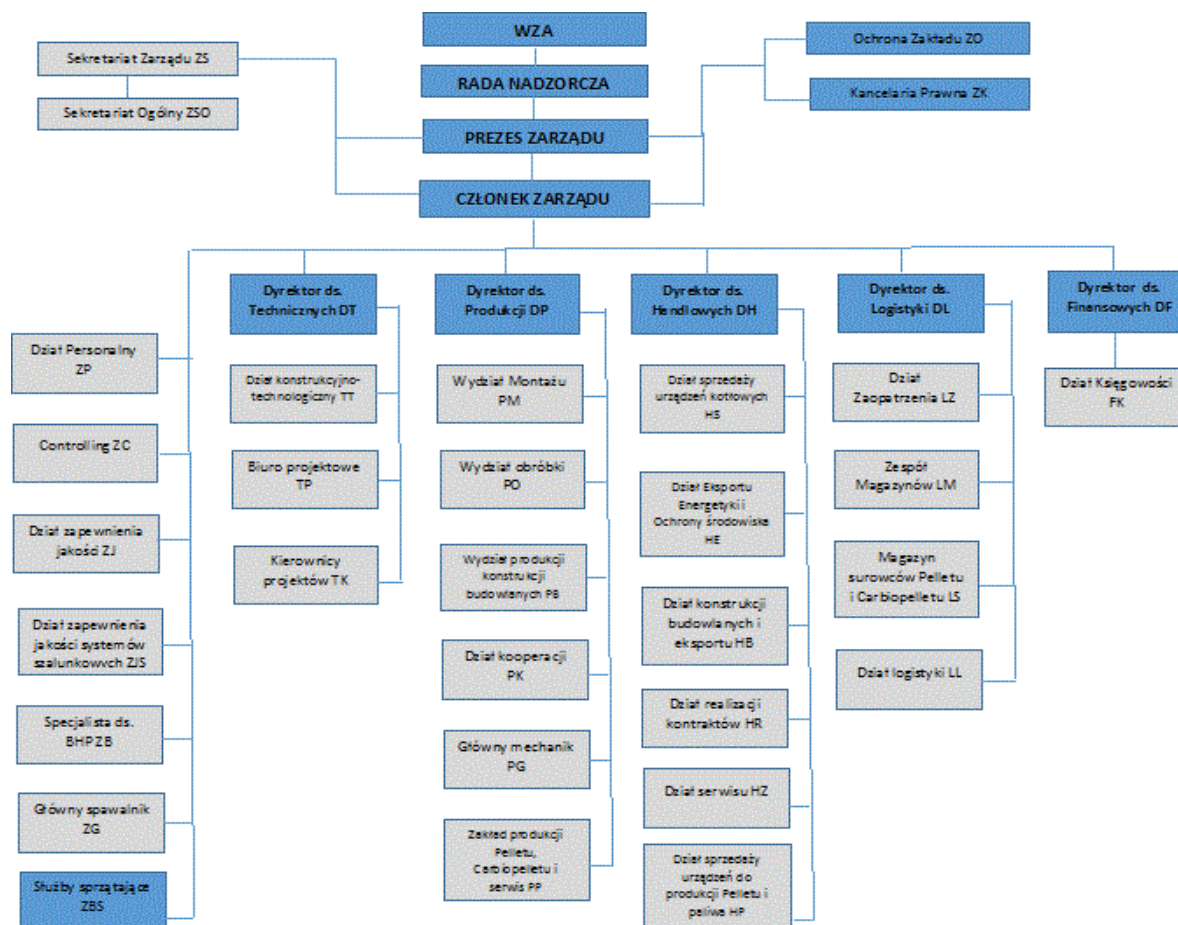 WZA
Ochrona Zakładu ZO
Sekretariat Zarządu ZS
RADA NADZORCZA
Kancelaria Prawna ZK
Sekretariat Ogólny ZSO
PREZES ZARZĄDU
CZŁONEK ZARZĄDU
Dział Personalny
ZP
Controlling ZC
Dział zapewnienia
jakości ZJ
Dział zapewnienia
jakości systemów
szalunkowych ZJS
Specjalista ds.
BHP ZB
Główny spawalnik
ZG
Służby sprzątające
ZBS
Dyrektor ds.
Technicznych DT
Dział konstrukcyjno-
technologiczny TT
Biuro projektowe
TP
Kierownicy
projektów TK
Dyrektor ds.
Produkcji DP
Wydział Montażu
PM
Wydział obróbki
PO
Wydział produkcji
konstrukcji
budowlanych PB
Dział kooperacji
PK
Główny mechanik
PG
Zakład produkcji
Pelletu,
Carbiopelletu i
serwis PP
Dyrektor ds.
Handlowych DH
Dział sprzedaży
urządzeń kotłowych
HS
Dział Eksportu
Energetyki i
Ochrony środowiska
HE
Dział konstrukcji
budowlanych i
eksportu HB
Dział realizacji
kontraktów HR
Dział serwisu HZ
Dział sprzedaży
urządzeń do
produkcji Pelletu i
paliwa HP
Dyrektor ds.
Logistyki DL
Dział
Zaopatrzenia LZ
Zespół
Magazynów LM
Magazyn
surowców Pelletu
i Carbiopelletu LS
Dział logistyki LL
Dyrektor ds.
Finansowych DF
Dział Księgowości
FK